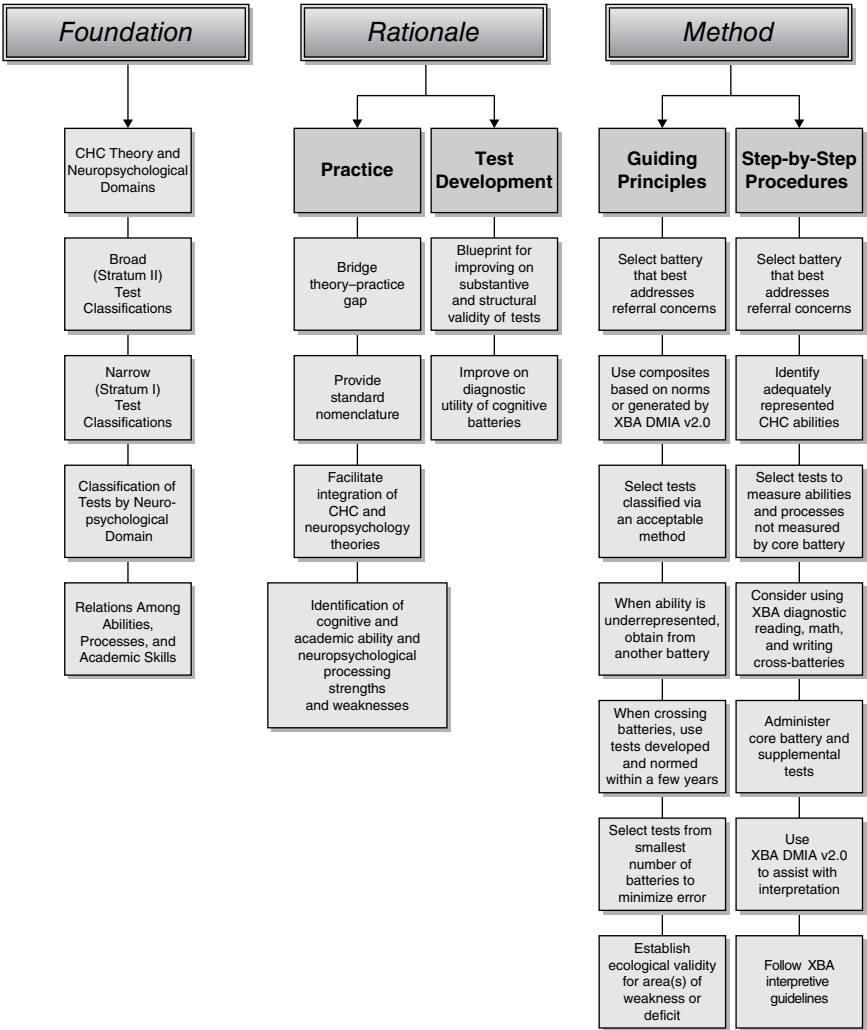 Foundation
CHC Theory and
Neuropsychological
Domains
Broad
(Stratum II)
Test
Classifications
Narrow
(Stratum I)
Test
Classifications
Classification of
Tests by Neuro-
psychological
Domain
Relations Among
Abilities,
Processes, and
Academic Skills
Rationale
Practice
Bridge
theory–practice
gap
Provide
standard
nomenclature
Facilitate
integration of
CHC and
neuropsychology
theories
Identification of
cognitive and
academic ability and
neuropsychological
processing
strengths
and weaknesses
Test
Development
Blueprint for
improving on
substantive
and structural
validity of tests
Improve on
diagnostic
utility of cognitive
batteries
Method
Guiding
Principles
Select battery
that best
addresses
referral concerns
Use composites
based on norms
or generated by
XBA DMIA v2.0
Select tests
classified via
an acceptable
method
When ability is
underrepresented,
obtain from
another battery
When crossing
batteries, use
tests developed
and normed
within a few years
Select tests from
smallest
number of
batteries to
minimize error
Establish
ecological validity
for area(s) of
weakness or
deficit
Step-by-Step
Procedures
Select battery
that best
addresses
referral concerns
Identify
adequately
represented
CHC abilities
Select tests to
measure abilities
and processes
not measured
by core battery
Consider using
XBA diagnostic
reading, math,
and writing
cross-batteries
Administer
core battery and
supplemental
tests
Use
XBA DMIA v2.0
to assist with
interpretation
Follow XBA
interpretive
guidelines